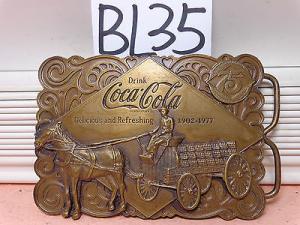 BL35
Drink
Coca-Cola
Delicious and Refreshing 1902-1977
75